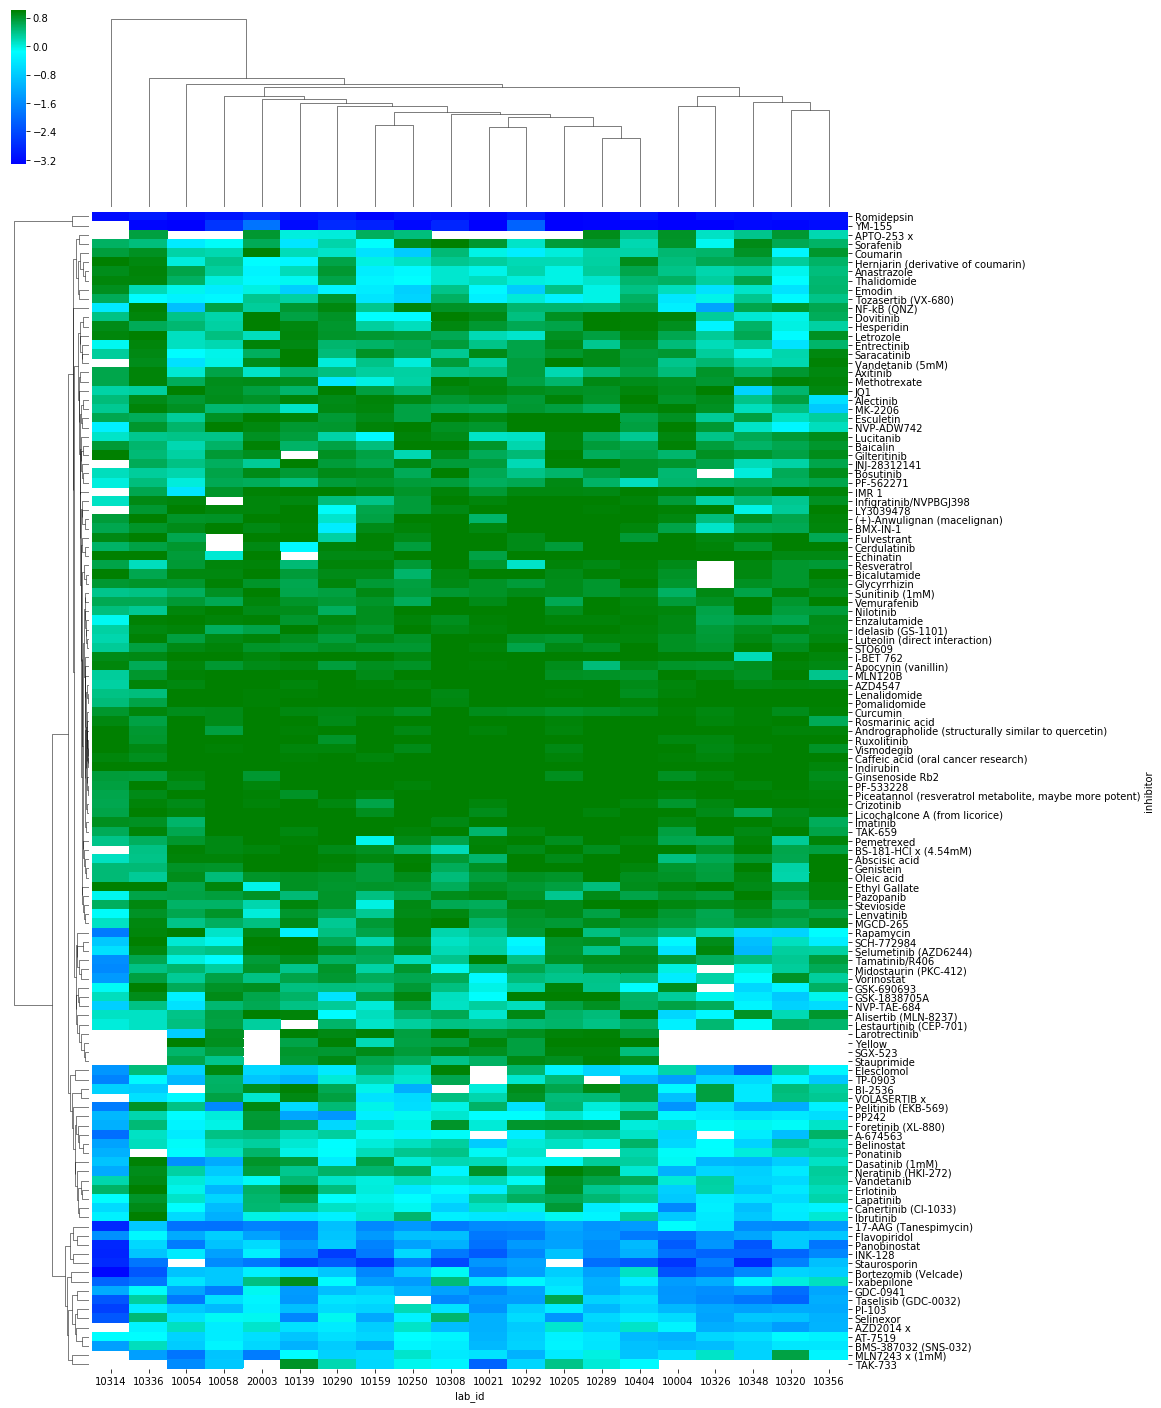 0.8
0.0
−0.8
−1.6
−2.4
−3.2
Romidepsin
YM-155
APTO-253 x
Sorafenib
Coumarin
Herniarin (derivative of coumarin)
Anastrazole
Thalidomide
Emodin
Tozasertib (VX-680)
NF-kB (QNZ)
Dovitinib
Hesperidin
Letrozole
Entrectinib
Saracatinib
Vandetanib (5mM)
Axitinib
Methotrexate
JQ1
Alectinib
MK-2206
Esculetin
NVP-ADW742
Lucitanib
Baicalin
Gilteritinib
JNJ-28312141
Bosutinib
PF-562271
IMR 1
Infigratinib/NVPBGJ398
LY3039478
(+)-Anwulignan (macelignan)
BMX-IN-1
Fulvestrant
Cerdulatinib
Echinatin
Resveratrol
Bicalutamide
Glycyrrhizin
Sunitinib (1mM)
Vemurafenib
Nilotinib
Enzalutamide
Idelasib (GS-1101)
Luteolin (direct interaction)
STO609
I-BET 762
Apocynin (vanillin)
MLN120B
AZD4547
Lenalidomide
Pomalidomide
Curcumin
Rosmarinic acid
Andrographolide (structurally similar to quercetin)
Ruxolitinib
Vismodegib
Caffeic acid (oral cancer research)
Indirubin
Ginsenoside Rb2
PF-533228
Piceatannol (resveratrol metabolite, maybe more potent)
Crizotinib
Licochalcone A (from licorice)
Imatinib
TAK-659
Pemetrexed
BS-181-HCl x (4.54mM)
Abscisic acid
Genistein
Oleic acid
Ethyl Gallate
Pazopanib
Stevioside
Lenvatinib
MGCD-265
Rapamycin
SCH-772984
Selumetinib (AZD6244)
Tamatinib/R406
Midostaurin (PKC-412)
Vorinostat
GSK-690693
GSK-1838705A
NVP-TAE-684
Alisertib (MLN-8237)
Lestaurtinib (CEP-701)
Larotrectinib
Yellow
SGX-523
Stauprimide
Elesclomol
TP-0903
BI-2536
VOLASERTIB x
Pelitinib (EKB-569)
PP242
Foretinib (XL-880)
A-674563
Belinostat
Ponatinib
Dasatinib (1mM)
Neratinib (HKI-272)
Vandetanib
Erlotinib
Lapatinib
Canertinib (CI-1033)
Ibrutinib
17-AAG (Tanespimycin)
Flavopiridol
Panobinostat
INK-128
Staurosporin
Bortezomib (Velcade)
Ixabepilone
GDC-0941
Taselisib (GDC-0032)
PI-103
Selinexor
AZD2014 x
AT-7519
BMS-387032 (SNS-032)
MLN7243 x (1mM)
TAK-733
inhibitor
10314 10336 10054 10058 20003 10139 10290 10159 10250 10308 10021 10292 10205 10289 10404 10004 10326 10348 10320 10356
lab_id